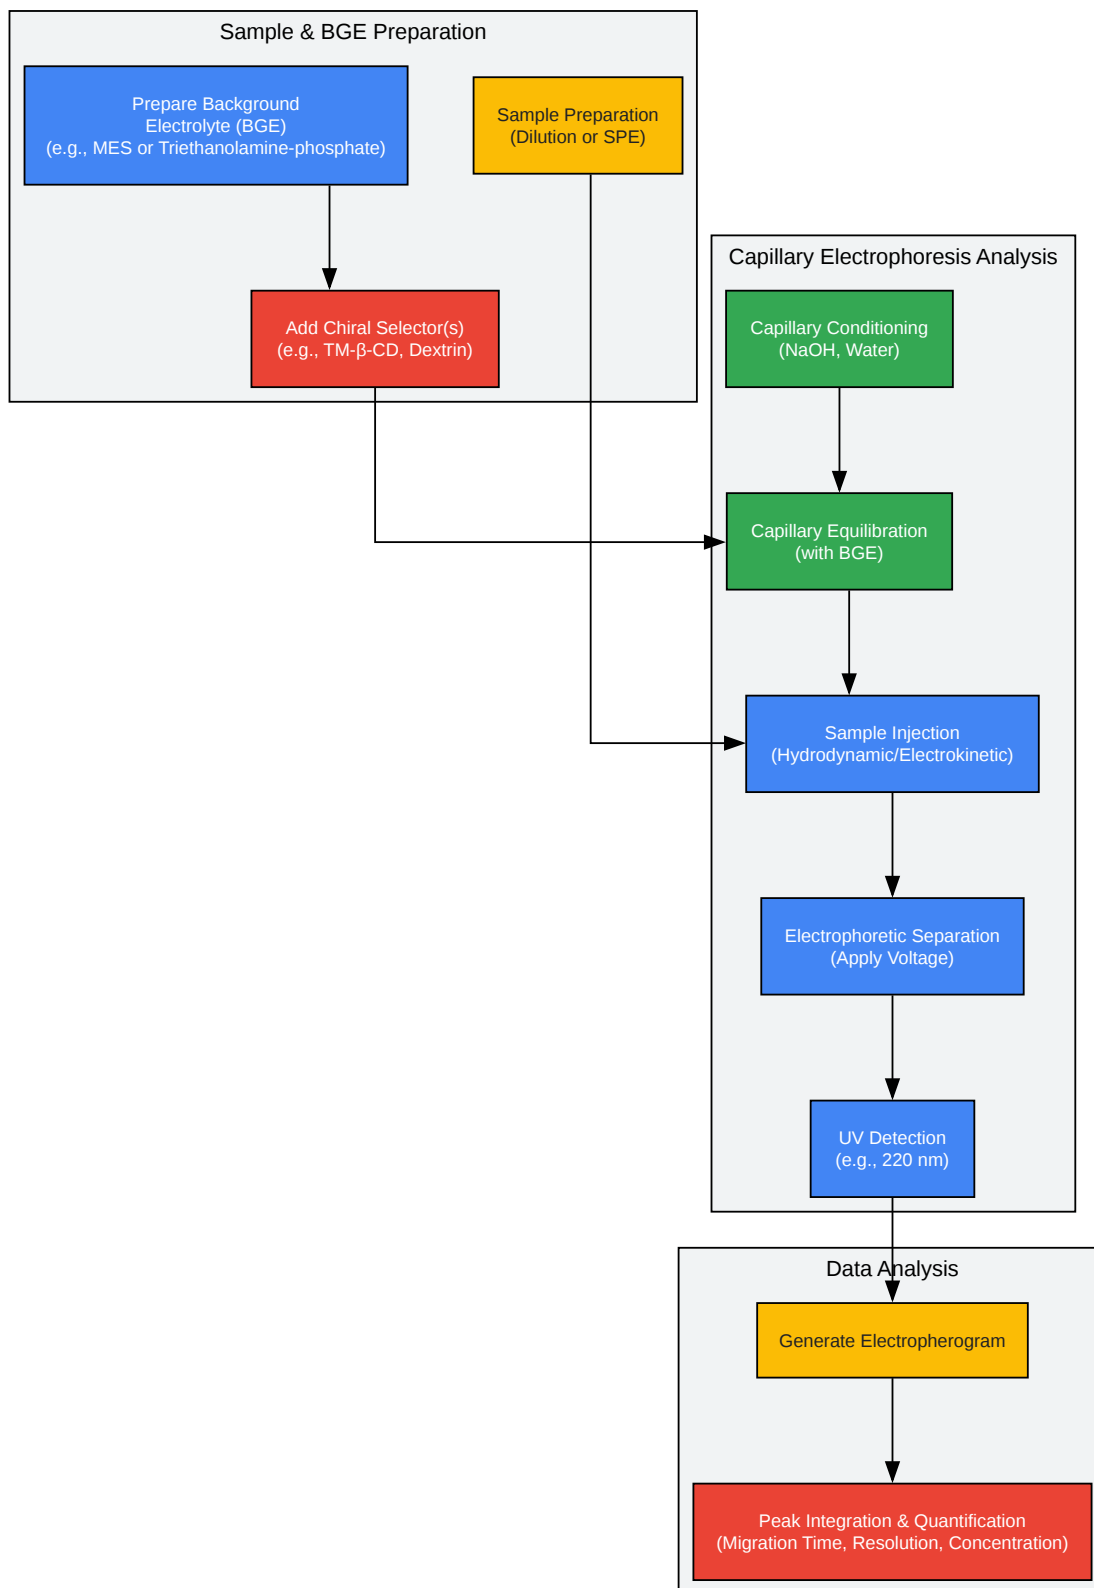 Sample & BGE Preparation
Prepare Background
Electrolyte (BGE)
(e.g., MES or Triethanolamine-phosphate)
Sample Preparation
(Dilution or SPE)
Add Chiral Selector(s)
(e.g., TM-β-CD, Dextrin)
Capillary Electrophoresis Analysis
Capillary Conditioning
(NaOH, Water)
Capillary Equilibration
(with BGE)
Sample Injection
(Hydrodynamic/Electrokinetic)
Electrophoretic Separation
(Apply Voltage)
UV Detection
(e.g., 220 nm)
Data Analysis
Generate Electropherogram
Peak Integration & Quantification
(Migration Time, Resolution, Concentration)